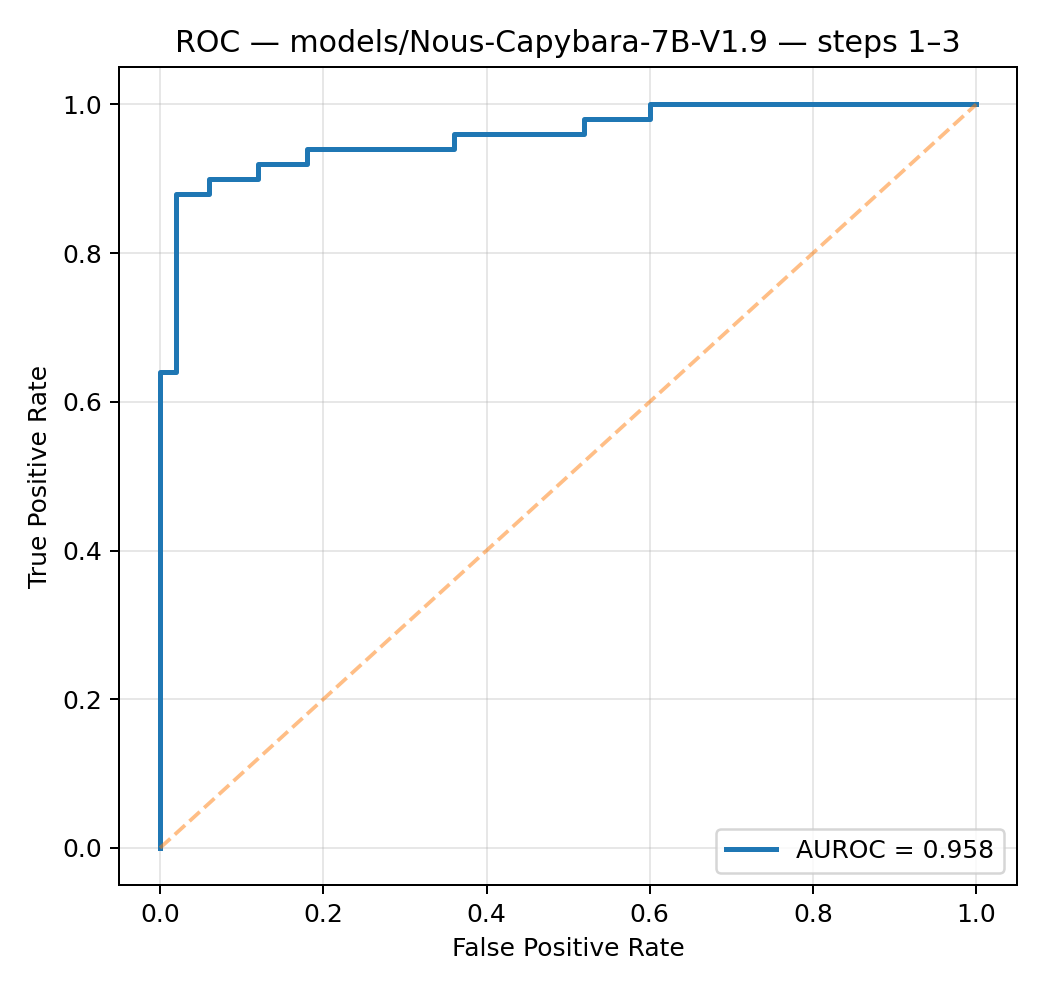 ROC — models/Nous-Capybara-7B-V1.9 — steps 1–3
True Positive Rate
1.0
0.8
0.6
0.4
0.2
0.0
AUROC = 0.958
0.0 0.2 0.4 0.6 0.8 1.0
False Positive Rate